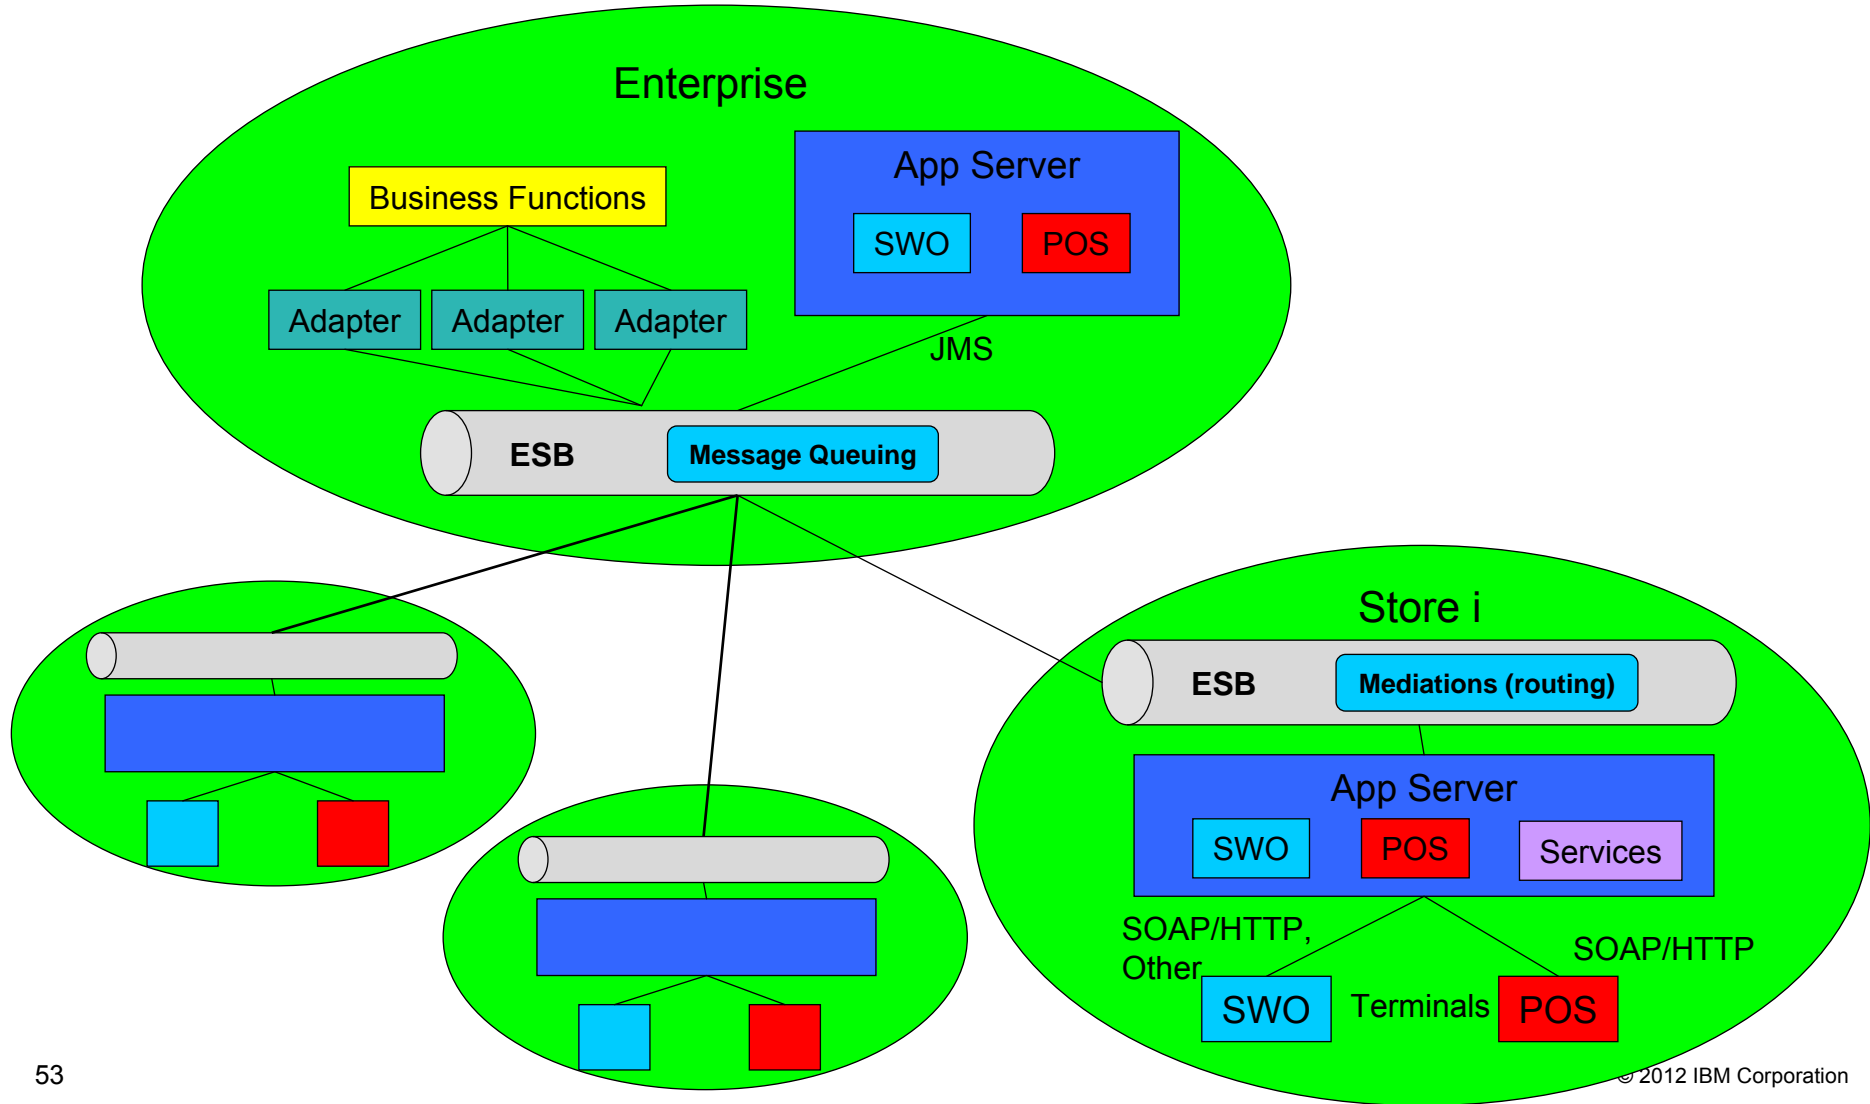 Enterprise
App Server
Business Functions
SWO
POS
Adapter
Adapter
Adapter
JMS
ESB
Message Queuing
Store i
ESB
Mediations (routing)
App Server
SWO
POS
Services
SOAP/HTTP,
Other
SOAP/HTTP
SWO
Terminals
POS
53
© 2012 IBM Corporation